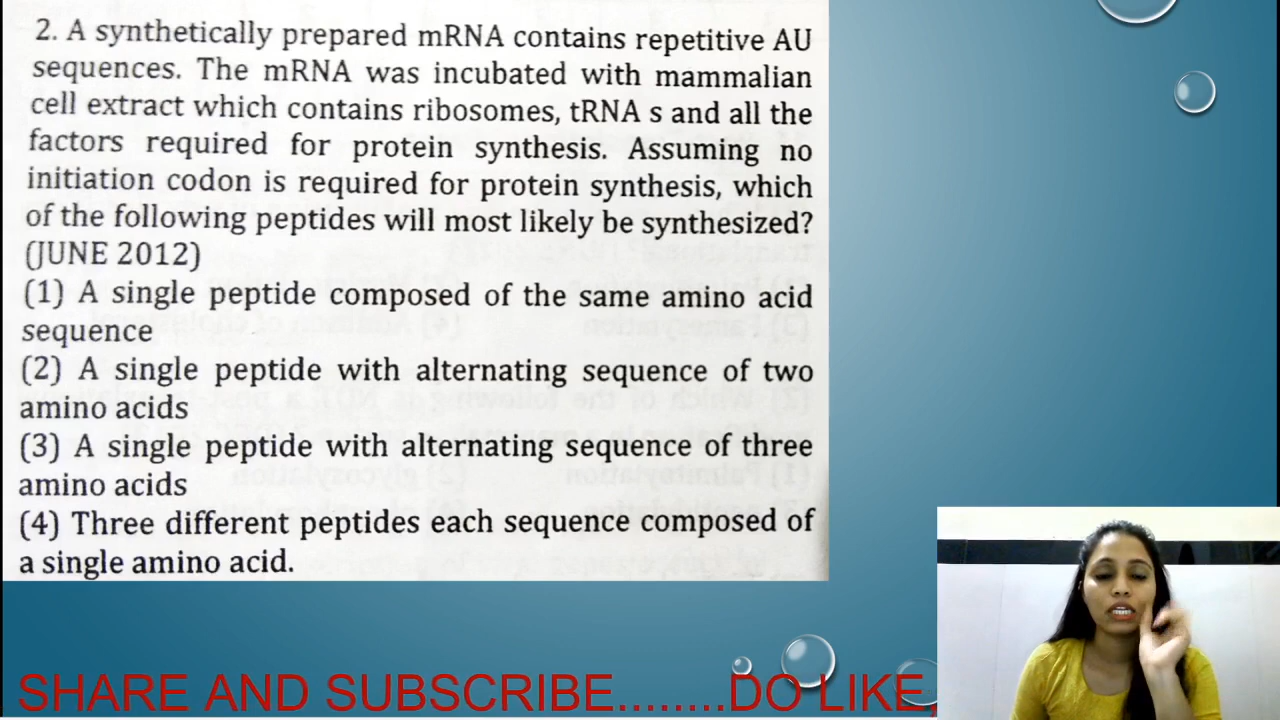 2. A synthetically prepared mRNA contains repetitive AU
sequences. The mRNA was incubated with mammalian
cell extract which contains ribosomes, tRNA s and all the
factors required for protein synthesis. Assuming no
initiation codon is required for protein synthesis, which
of the following peptides will most likely be synthesized?
(JUNE 2012)
(1) A single peptide composed of the same amino acid
sequence
(2) A single peptide with alternating sequence of two
amino acids
(3) A single peptide with alternating sequence of three
amino acids
(4) Three different peptides each sequence composed of
a single amino acid.
SHARE AND SUBSCRIBE........DO LIKE,